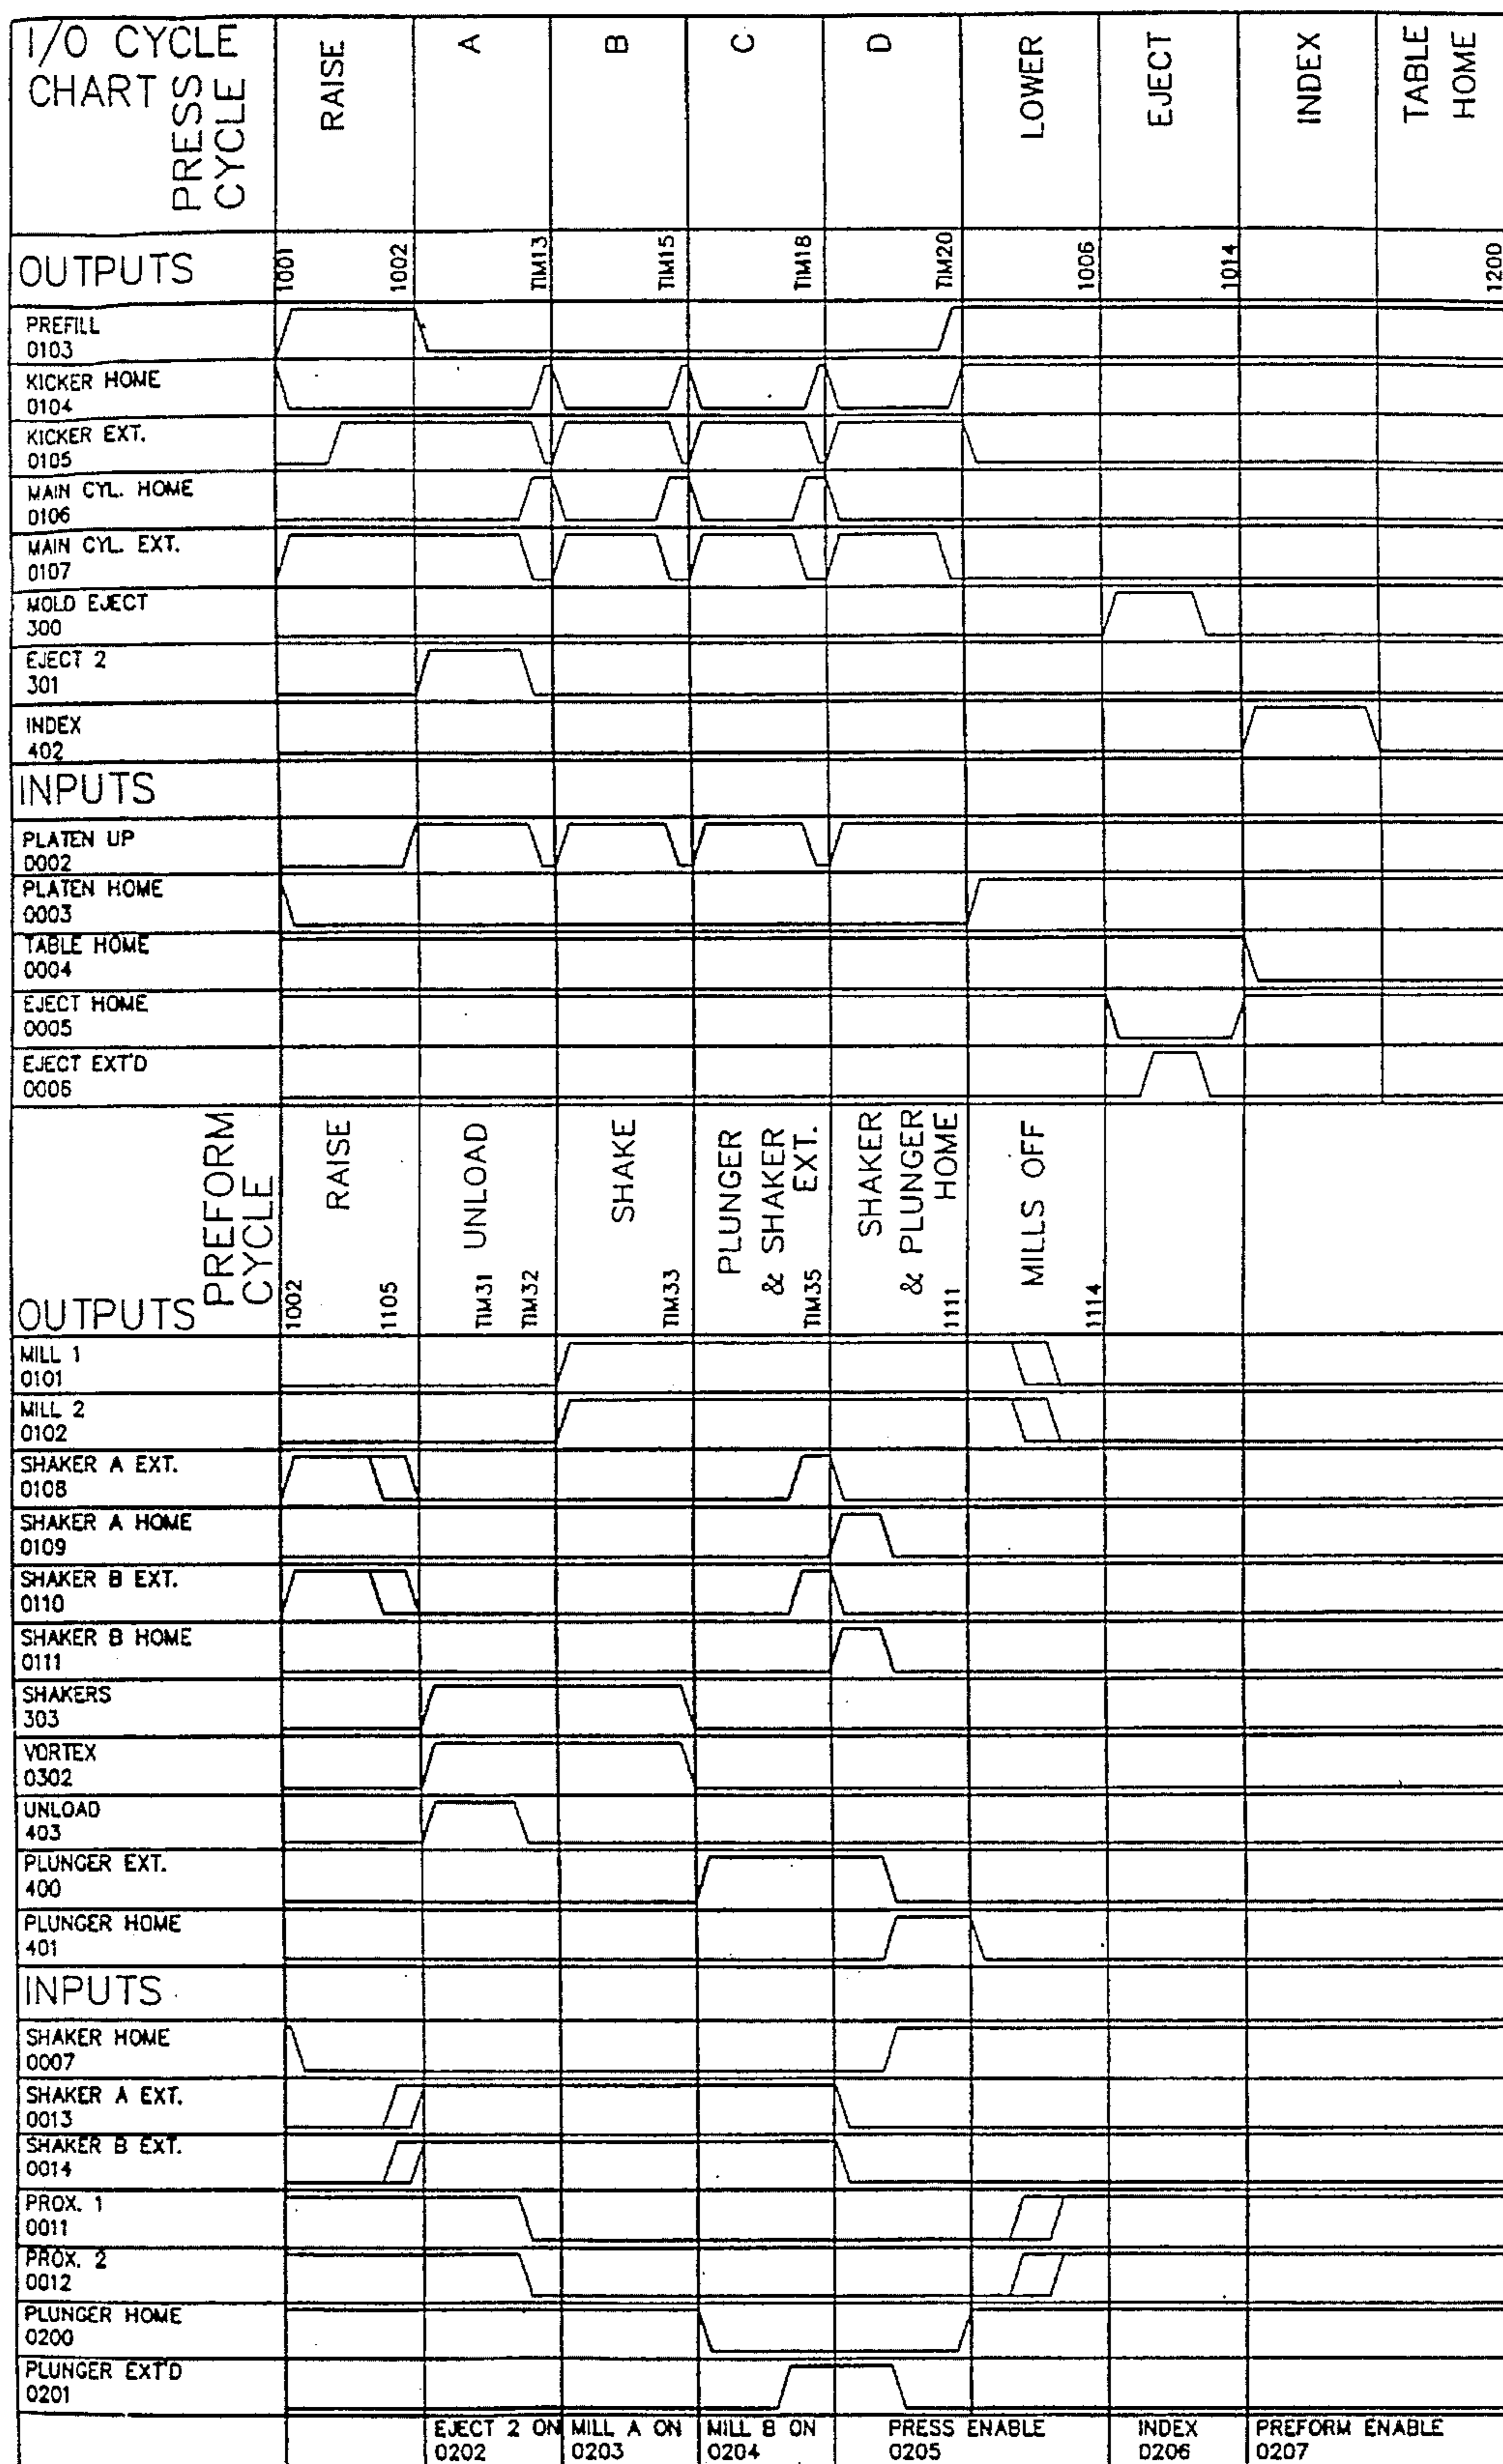 I/O CYCLE
CHART
PRESS
CYCLE
RAISE
A
B
C
D
LOWER
EJECT
INDEX
TABLE
HOME
OUTPUTS
1001
1002
TIM13
TIM15
TIM18
TIM20
1006
1014
1200
PREFILL
0103
KICKER HOME
0104
KICKER EXT.
0105
MAIN CYL. HOME
0106
MAIN CYL. EXT.
0107
MOLD EJECT
300
EJECT 2
301
INDEX
402
INPUTS
PLATEN UP
0002
PLATEN HOME
0003
TABLE HOME
0004
EJECT HOME
0005
EJECT EXT'D
0006
PREFORM
CYCLE
RAISE
UNLOAD
SHAKE
PLUNGER
& SHAKER
EXT.
SHAKER
& PLUNGER
HOME
MILLS OFF
OUTPUTS
1002
1105
TIM31
TIM32
TIM33
TIM35
1111
1114
MILL 1
0101
MILL 2
0102
SHAKER A EXT.
0108
SHAKER A HOME
0109
SHAKER B EXT.
0110
SHAKER B HOME
0111
SHAKERS
303
VORTEX
0302
UNLOAD
403
PLUNGER EXT.
400
PLUNGER HOME
401
INPUTS
SHAKER HOME
0007
SHAKER A EXT.
0013
SHAKER B EXT.
0014
PROX. 1
0011
PROX. 2
0012
PLUNGER HOME
0200
PLUNGER EXT'D
0201
EJECT 2 ON MILL A ON MILL B ON PRESS ENABLE INDEX PREFORM ENABLE
0202 0203 0204 0205 0206 0207